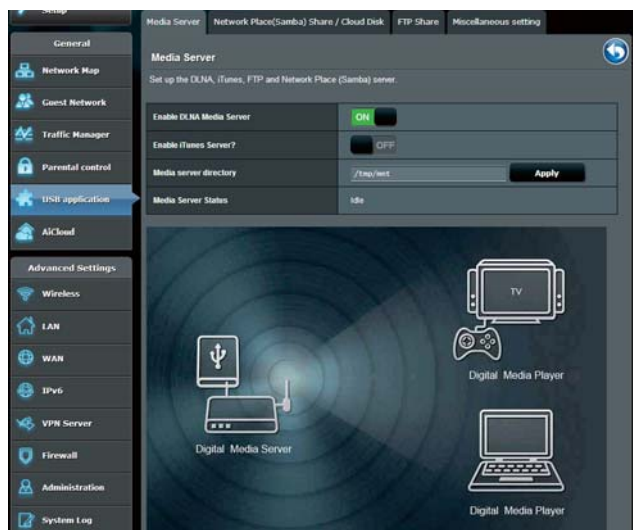 Setup
Media Server
Network Place(Samba) Share / Cloud Disk
FTP Share
Miscellaneous setting
General
Network Map
Guest Network
Traffic Manager
Parental control
USB application
AiCloud
Advanced Settings
Wireless
LAN
WAN
IPv6
VPN Server
Firewall
Administration
System Log
Media Server
Set up the DLNA, iTunes, FTP and Network Place (Samba) server.
Enable DLNA Media Server
ON
Enable iTunes Server?
OFF
Media server directory
/tmp/mnt
Apply
Media Server Status
Idle
TV
Digital Media Player
Digital Media Server
Digital Media Player